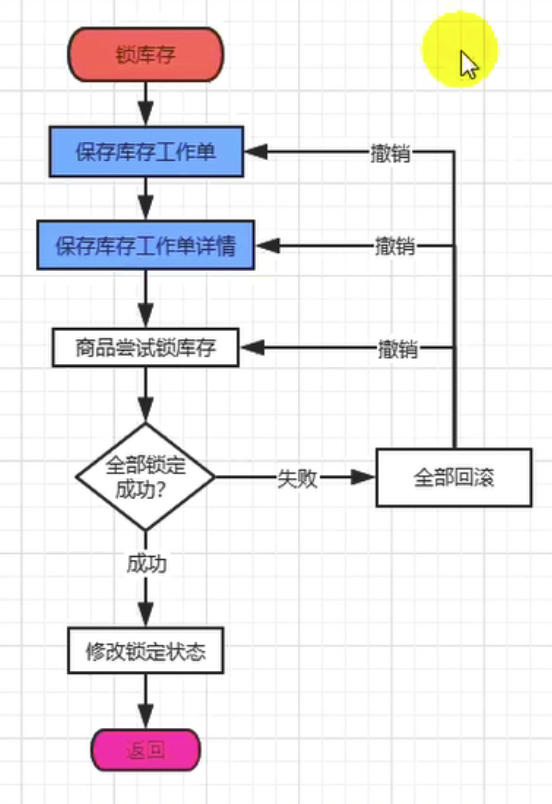 锁库存
保存库存工作单
撤销
保存库存工作单详情
撤销
商品尝试锁库存
撤销
全部锁定
成功？
失败
全部回滚
成功
修改锁定状态
返回